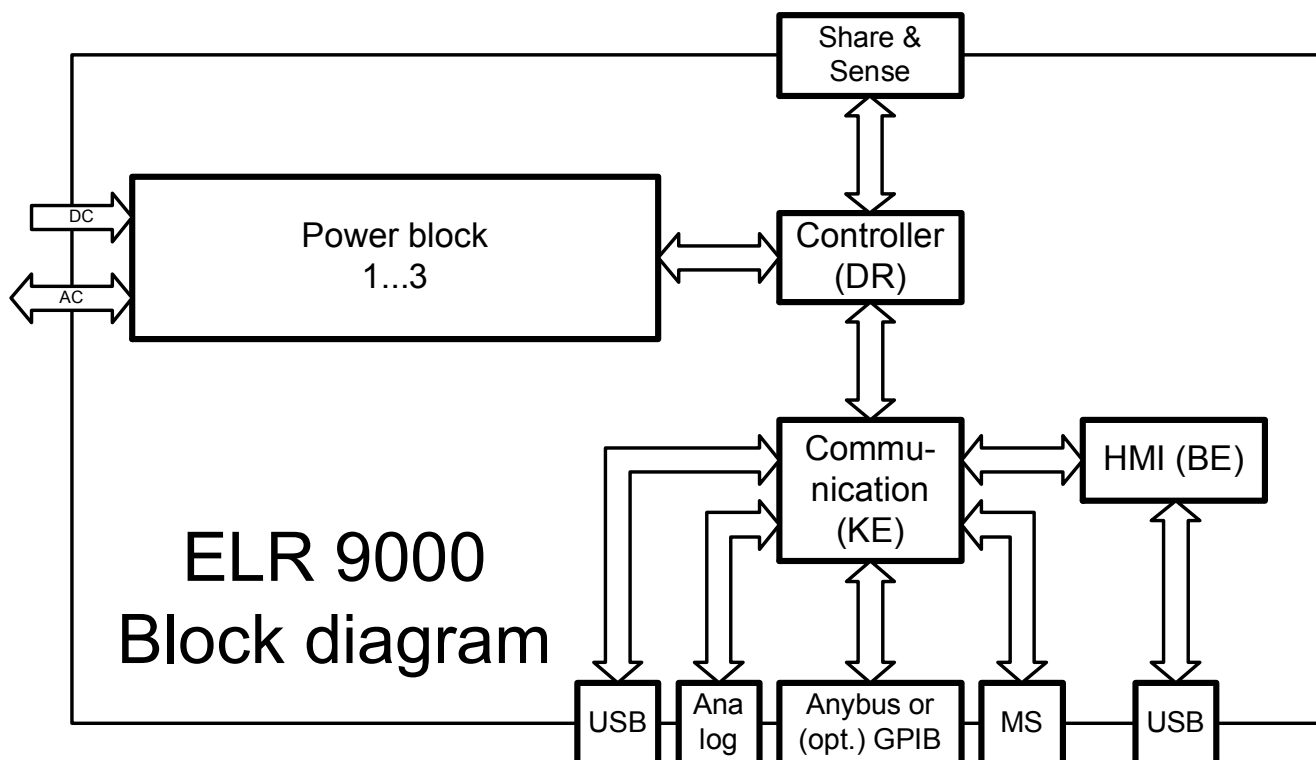 Share &
Sense
DC
Power block
1...3
AC
Controller
(DR)
Commu-
nication
(KE)
HMI (BE)
ELR 9000
Block diagram
USB
Ana
log
Anybus or
(opt.) GPIB
MS
USB